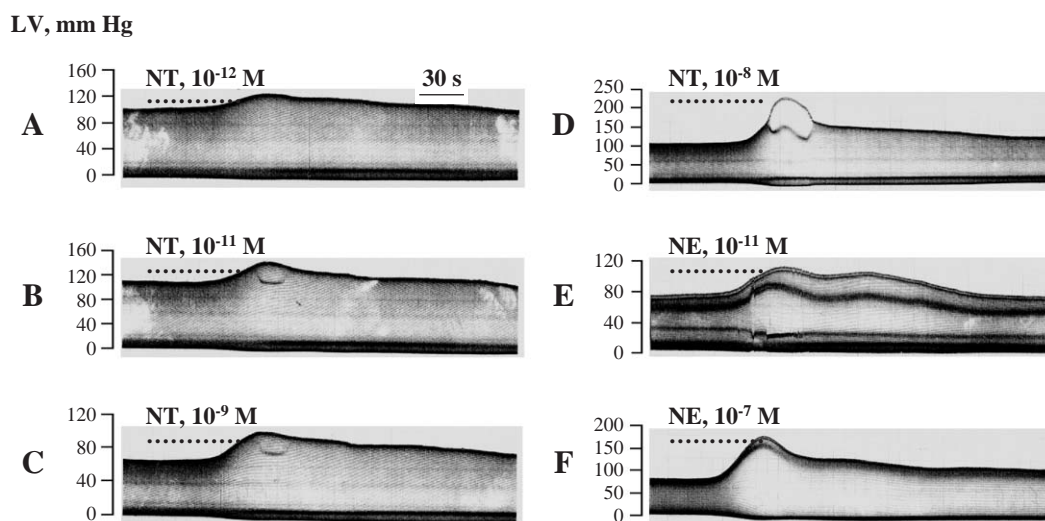 LV, mm Hg
A
160
120
80
40
0
NT, 10⁻¹² M
30 s
B
160
120
80
40
0
NT, 10⁻¹¹ M
C
120
80
40
0
NT, 10⁻⁹ M
D
250
200
150
100
50
0
NT, 10⁻⁸ M
E
120
80
40
0
NE, 10⁻¹¹ M
F
200
150
100
50
0
NE, 10⁻⁷ M